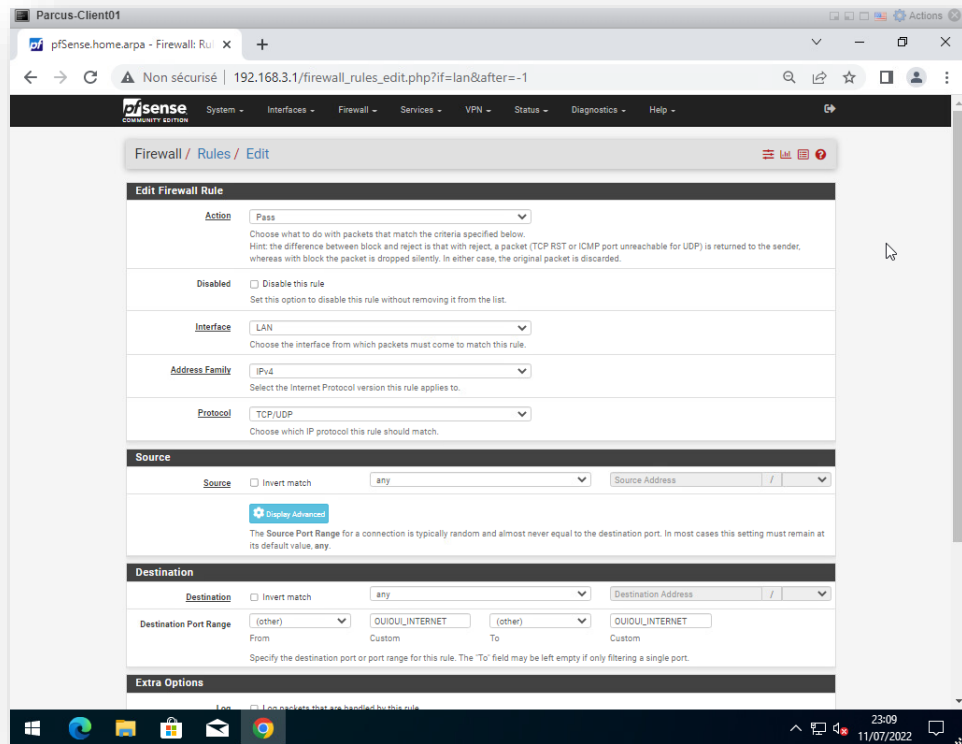 Parcus-Client01
Actions
pfSense.home.arpa - Firewall: Rul
Non sécurisé | 192.168.3.1/firewall_rules_edit.php?if=lan&after=-1
pfsense System Interfaces Firewall Services VPN Status Diagnostics Help
COMMUNITY EDITION
Firewall / Rules / Edit
Edit Firewall Rule
Action Pass
Choose what to do with packets that match the criteria specified below.
Hint: the difference between block and reject is that with reject, a packet (TCP RST or ICMP port unreachable for UDP) is returned to the sender,
whereas with block the packet is dropped silently. In either case, the original packet is discarded.
Disabled Disable this rule
Set this option to disable this rule without removing it from the list.
Interface LAN
Choose the interface from which packets must come to match this rule.
Address Family IPv4
Select the Internet Protocol version this rule applies to.
Protocol TCP/UDP
Choose which IP protocol this rule should match.
Source
Source Invert match any Source Address /
Display Advanced
The Source Port Range for a connection is typically random and almost never equal to the destination port. In most cases this setting must remain at
its default value, any.
Destination
Destination Invert match any Destination Address /
Destination Port Range (other) OUIOUI_INTERNET (other) OUIOUI_INTERNET
From Custom To Custom
Specify the destination port or port range for this rule. The "To" field may be left empty if only filtering a single port.
Extra Options
Log Log packets that are handled by this rule
23:09
11/07/2022